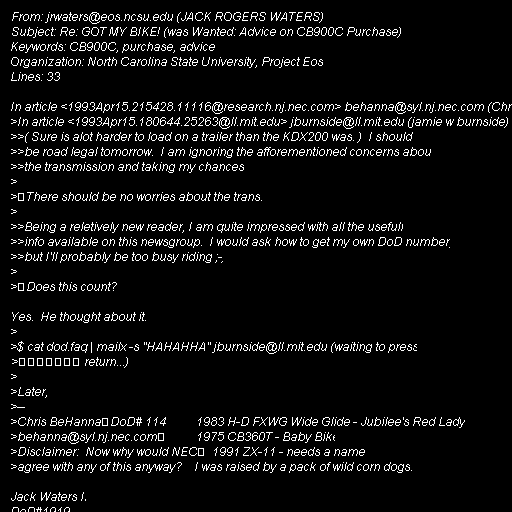 From: jrwaters@eos.ncsu.edu (JACK ROGERS WATERS)
Subject: Re: GOT MY BIKE! (was Wanted: Advice on CB900C Purchase)
Keywords: CB900C, purchase, advice
Organization: North Carolina State University, Project Eos
Lines: 33

In article <1993Apr15.215428.11116@research.nj.nec.com> behanna@syl.nj.nec.com (Chr
>In article <1993Apr15.180644.25263@ll.mit.edu> jburnside@ll.mit.edu (jamie w burnside)
>>( Sure is alot harder to load on a trailer than the KDX200 was. )  I should
>>be road legal tomorrow.  I am ignoring the afforementioned concerns abou
>>the transmission and taking my chances
>
>□ There should be no worries about the trans.
>
>>Being a reletively new reader, I am quite impressed with all the usefull
>>info available on this newsgroup.  I would ask how to get my own DoD number,
>>but I'll probably be too busy riding ;-,
>
>□ Does this count?

Yes.  He thought about it.
>
>$ cat dod.faq | mailx -s "HAHAHHA" jburnside@ll.mit.edu (waiting to press
>□□□□□□□ return...)
>
>Later,
>--
>Chris BeHanna□ DoD# 114         1983 H-D FXWG Wide Glide - Jubilee's Red Lady
>behanna@syl.nj.nec.com□         1975 CB360T - Baby Bike
>Disclaimer:  Now why would NEC□  1991 ZX-11 - needs a name
>agree with any of this anyway?    I was raised by a pack of wild corn dogs.

Jack Waters I.
DoD#1919